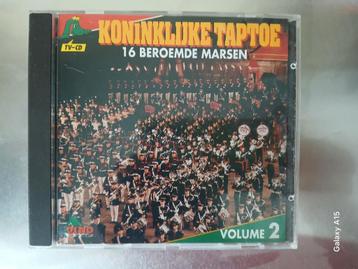 KONINKLIJKE TAPTOE
TV-CD
16 BEROEMDE MARSEN
VOLUME 2
Galaxy A15